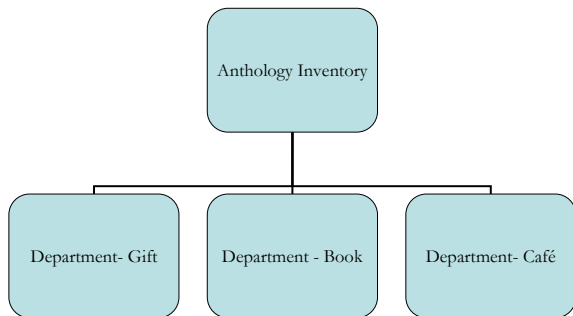 Anthology Inventory
Department- Gift
Department - Book
Department- Café